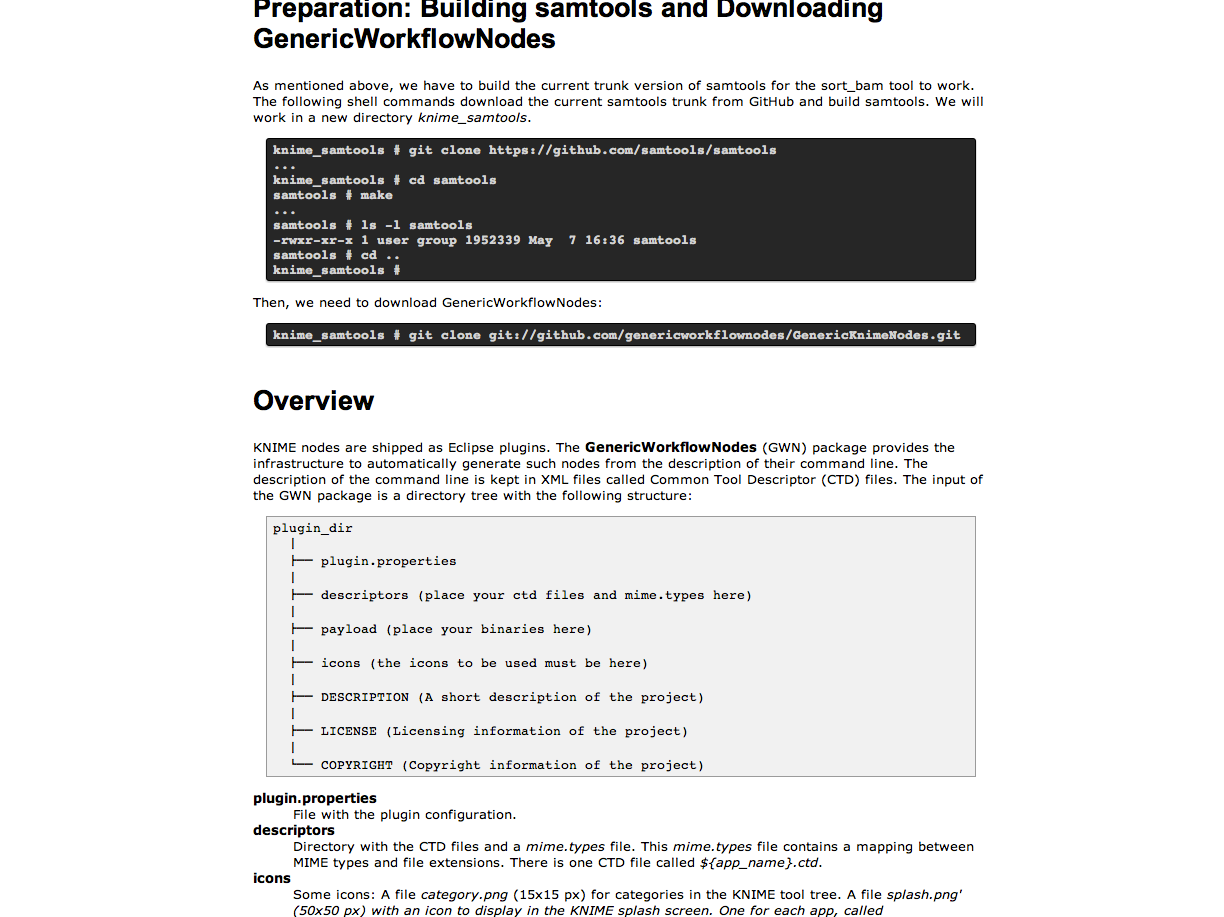 Preparation: Building samtools and Downloading
GenericWorkflowNodes
As mentioned above, we have to build the current trunk version of samtools for the sort_bam tool to work.
The following shell commands download the current samtools trunk from GitHub and build samtools. We will
work in a new directory knime_samtools.
knime_samtools # git clone https://github.com/samtools/samtools
...
knime_samtools # cd samtools
samtools # make
...
samtools # ls -l samtools
-rwxr-xr-x 1 user group 1952339 May  7 16:36 samtools
samtools # cd ..
knime_samtools #
Then, we need to download GenericWorkflowNodes:
knime_samtools # git clone git://github.com/genericworkflownodes/GenericKnimeNodes.git
Overview
KNIME nodes are shipped as Eclipse plugins. The GenericWorkflowNodes (GWN) package provides the
infrastructure to automatically generate such nodes from the description of their command line. The
description of the command line is kept in XML files called Common Tool Descriptor (CTD) files. The input of
the GWN package is a directory tree with the following structure:
plugin_dir
  |
  ├── plugin.properties
  |
  ├── descriptors (place your ctd files and mime.types here)
  |
  ├── payload (place your binaries here)
  |
  ├── icons (the icons to be used must be here)
  |
  ├── DESCRIPTION (A short description of the project)
  |
  ├── LICENSE (Licensing information of the project)
  |
  └── COPYRIGHT (Copyright information of the project)
plugin.properties
File with the plugin configuration.
descriptors
Directory with the CTD files and a mime.types file. This mime.types file contains a mapping between
MIME types and file extensions. There is one CTD file called ${app_name}.ctd.
icons
Some icons: A file category.png (15x15 px) for categories in the KNIME tool tree. A file splash.png'
(50x50 px) with an icon to display in the KNIME splash screen. One for each app, called